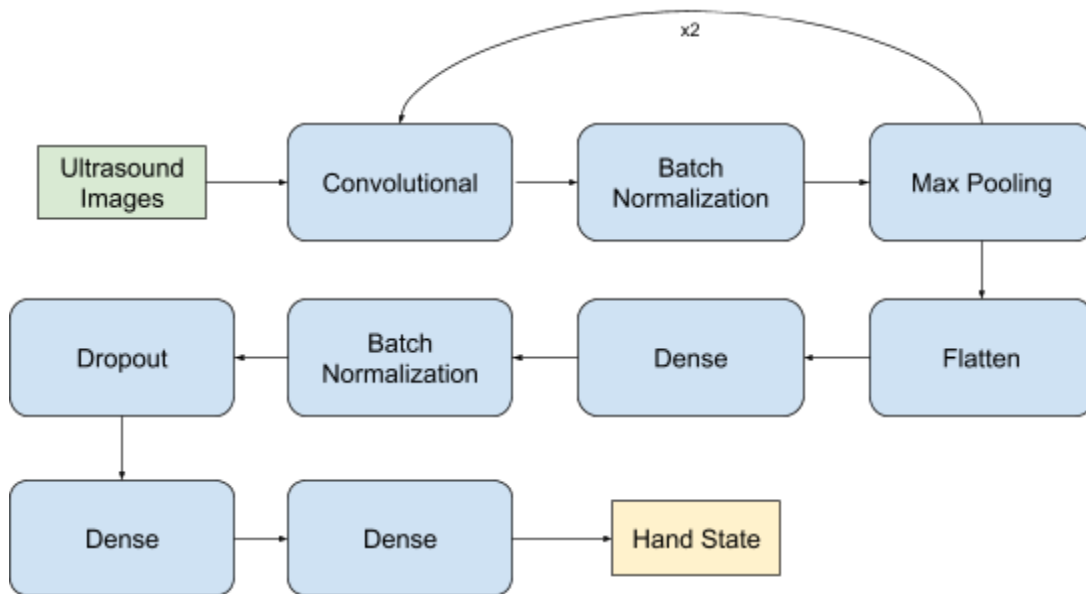 x2
Ultrasound
Images
Convolutional
Batch
Normalization
Max Pooling
Dropout
Batch
Normalization
Dense
Flatten
Dense
Dense
Hand State